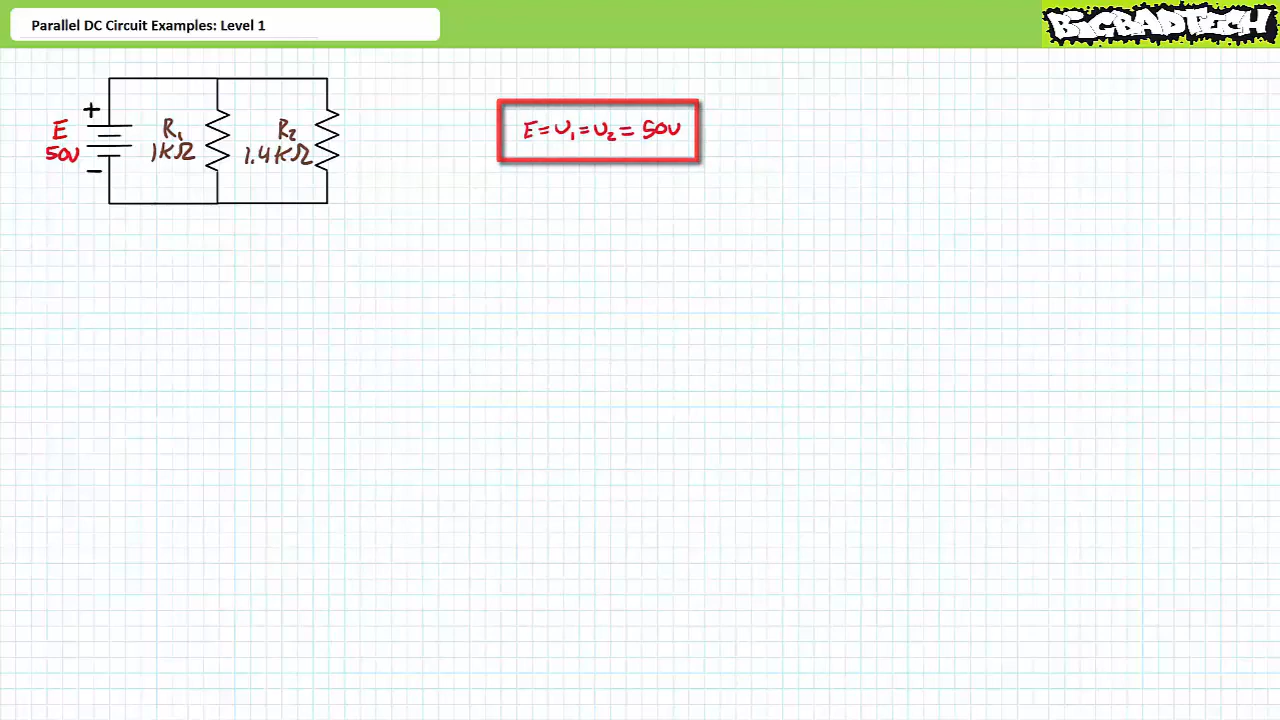 Parallel DC Circuit Examples: Level 1
BIGBADTECH
+
E
50V
-
R1
1KΩ
R2
1.4KΩ
E = V1 = V2 = 50V